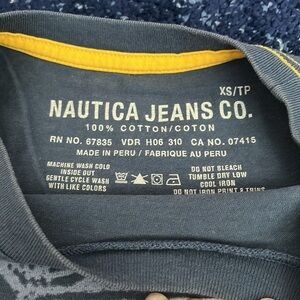 XS/TP
NAUTICA JEANS CO.
100% COTTON/COTON
RN NO. 67835 VDR H06 310 CA NO. 07415
MADE IN PERU / FABRIQUE AU PERU
MACHINE WASH COLD
INSIDE OUT
GENTLE CYCLE WASH
WITH LIKE COLORS
DO NOT BLEACH
TUMBLE DRY LOW
COOL IRON
DO NOT IRON PRINT & TRIMS